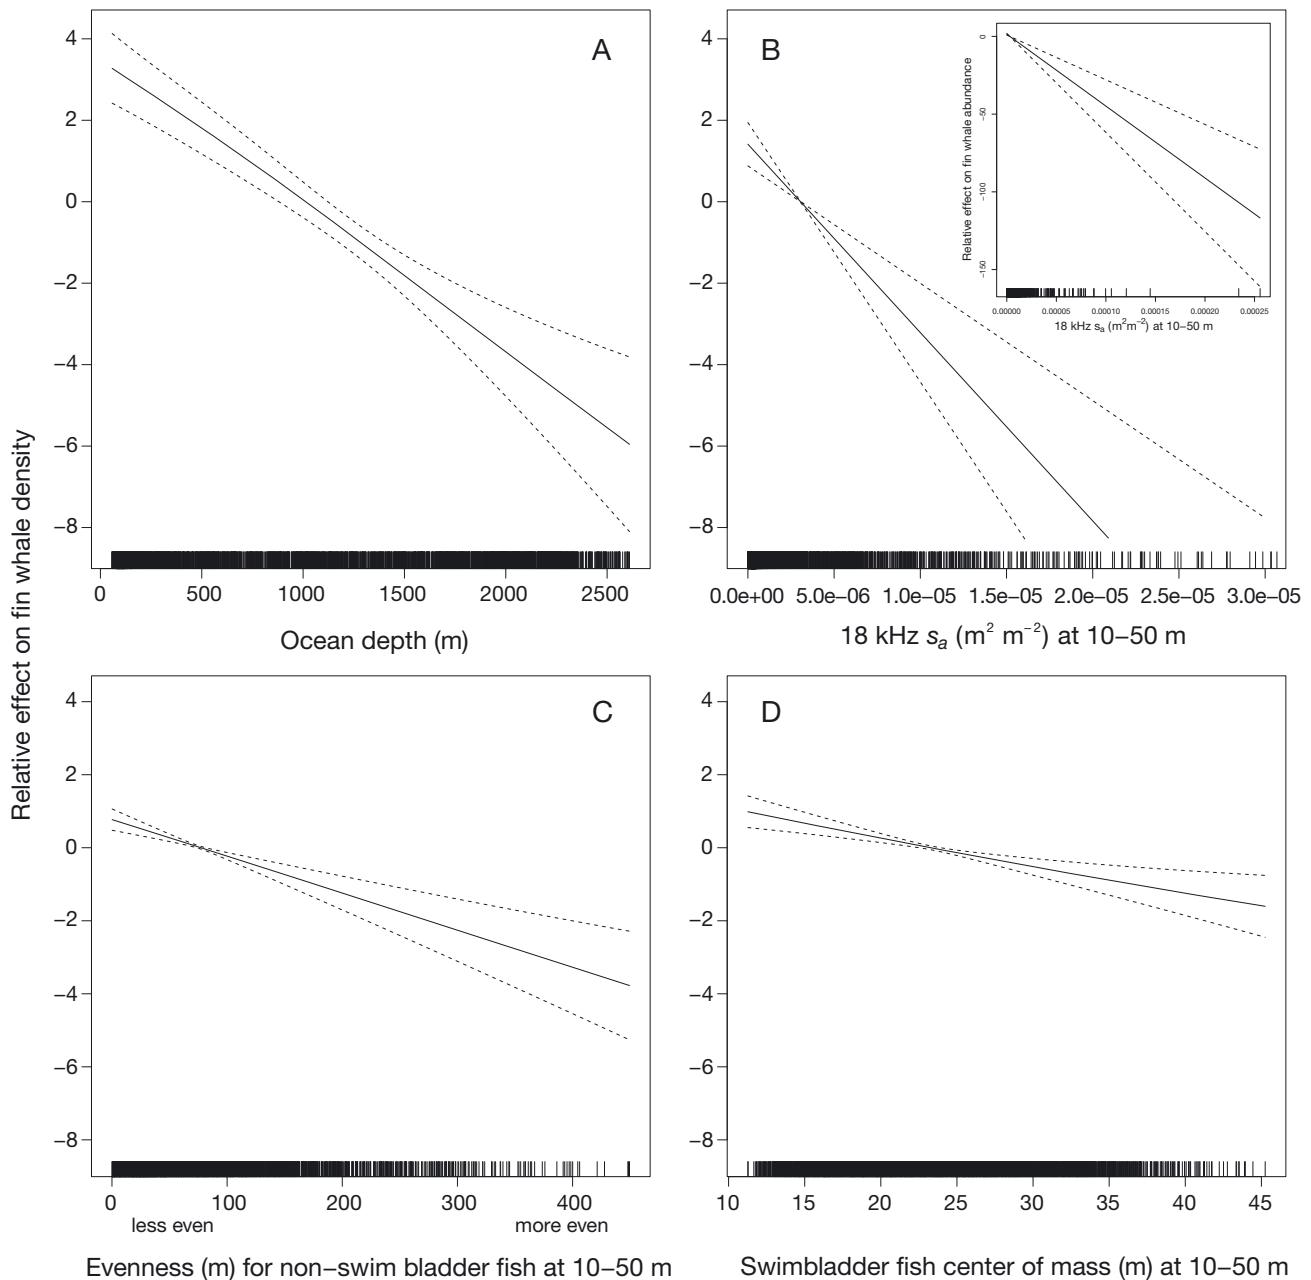 Relative effect on fin whale density
A
4
2
0
−2
−4
−6
−8
0 500 1000 1500 2000 2500
Ocean depth (m)
B
4
2
0
−2
−4
−6
−8
0.0e+00 5.0e−06 1.0e−05 1.5e−05 2.0e−05 2.5e−05 3.0e−05
18 kHz sa (m² m⁻²) at 10−50 m
Relative effect on fin whale abundance
0
−50
−100
−150
0.00000 0.00005 0.00010 0.00015 0.00020 0.00025
18 kHz sa (m²m⁻²) at 10−50 m
C
4
2
0
−2
−4
−6
−8
0 100 200 300 400
less even more even
Evenness (m) for non−swim bladder fish at 10−50 m
D
4
2
0
−2
−4
−6
−8
10 15 20 25 30 35 40 45
Swimbladder fish center of mass (m) at 10−50 m